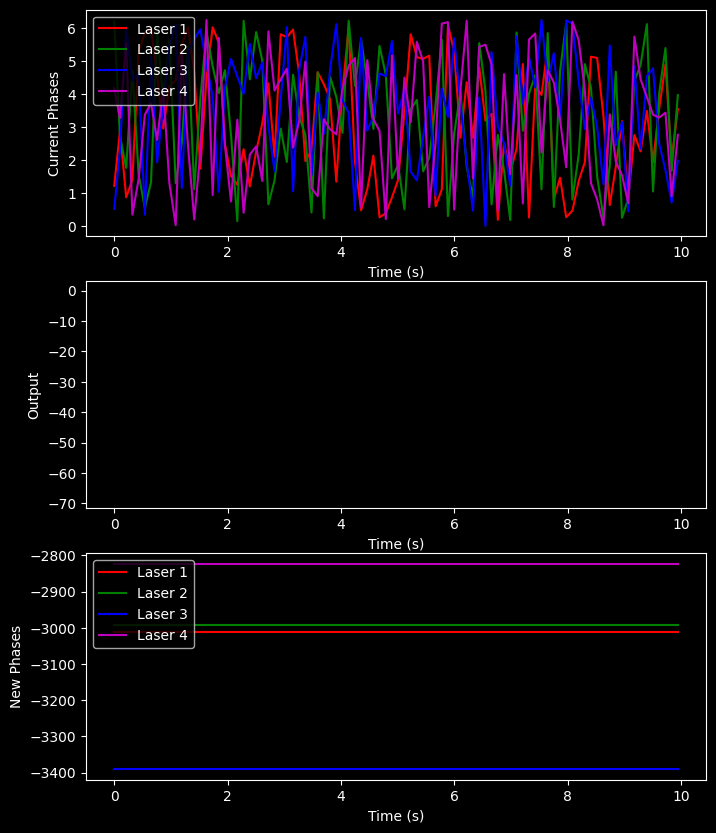 Current Phases
6
5
4
3
2
1
0
Laser 1
Laser 2
Laser 3
Laser 4
0 2 4 6 8 10
Time (s)
Output
0
−10
−20
−30
−40
−50
−60
−70
0 2 4 6 8 10
Time (s)
New Phases
−2800
−2900
−3000
−3100
−3200
−3300
−3400
Laser 1
Laser 2
Laser 3
Laser 4
0 2 4 6 8 10
Time (s)